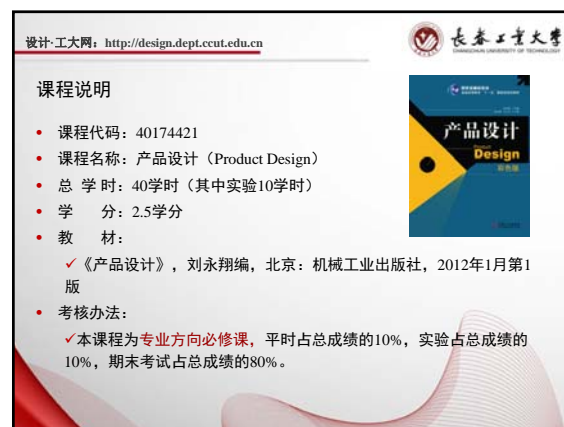 设计·工大网：http://design.dept.ccut.edu.cn
长春工业大学
CHANGCHUN UNIVERSITY OF TECHNOLOGY
课程说明
产品设计
Product
Design
• 课程代码：40174421
• 课程名称：产品设计（Product Design）
• 总 学 时：40学时（其中实验10学时）
• 学 分：2.5学分
• 教 材：
✓《产品设计》，刘永翔编，北京：机械工业出版社，2012年1月第1
版
• 考核办法：
✓本课程为专业方向必修课，平时占总成绩的10%，实验占总成绩的
10%，期末考试占总成绩的80%。